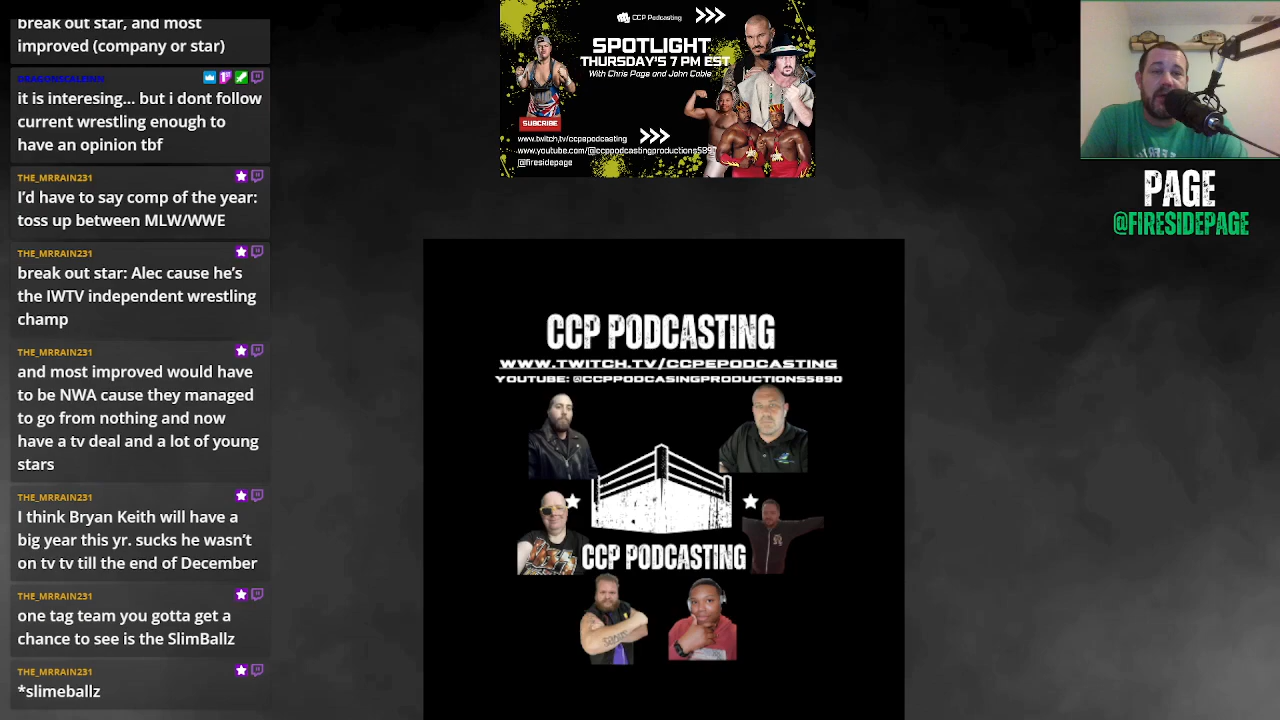 break out star, and most
improved (company or star)
DRAGONSCALEINN
it is interesing... but i dont follow
current wrestling enough to
have an opinion tbf
THE_MRRAIN231
I'd have to say comp of the year:
toss up between MLW/WWE
THE_MRRAIN231
break out star: Alec cause he's
the IWTV independent wrestling
champ
THE_MRRAIN231
and most improved would have
to be NWA cause they managed
to go from nothing and now
have a tv deal and a lot of young
stars
THE_MRRAIN231
I think Bryan Keith will have a
big year this yr. sucks he wasn't
on tv tv till the end of December
THE_MRRAIN231
one tag team you gotta get a
chance to see is the SlimBallz
THE_MRRAIN231
*slimeballz
CCP Podcasting
SPOTLIGHT
THURSDAY'S 7 PM EST
With Chris Page and John Cable
SUBSCRIBE
www.twitch.tv/ccpepodcasting
www.youtube.com/@ccppodcastingproductions5890
@firesidepage
PAGE
@FIRESIDEPAGE
CCP PODCASTING
WWW.TWITCH.TV/CCPEPODCASTING
YOUTUBE: @CCPPODCASINGPRODUCTIONS5890
CCP PODCASTING